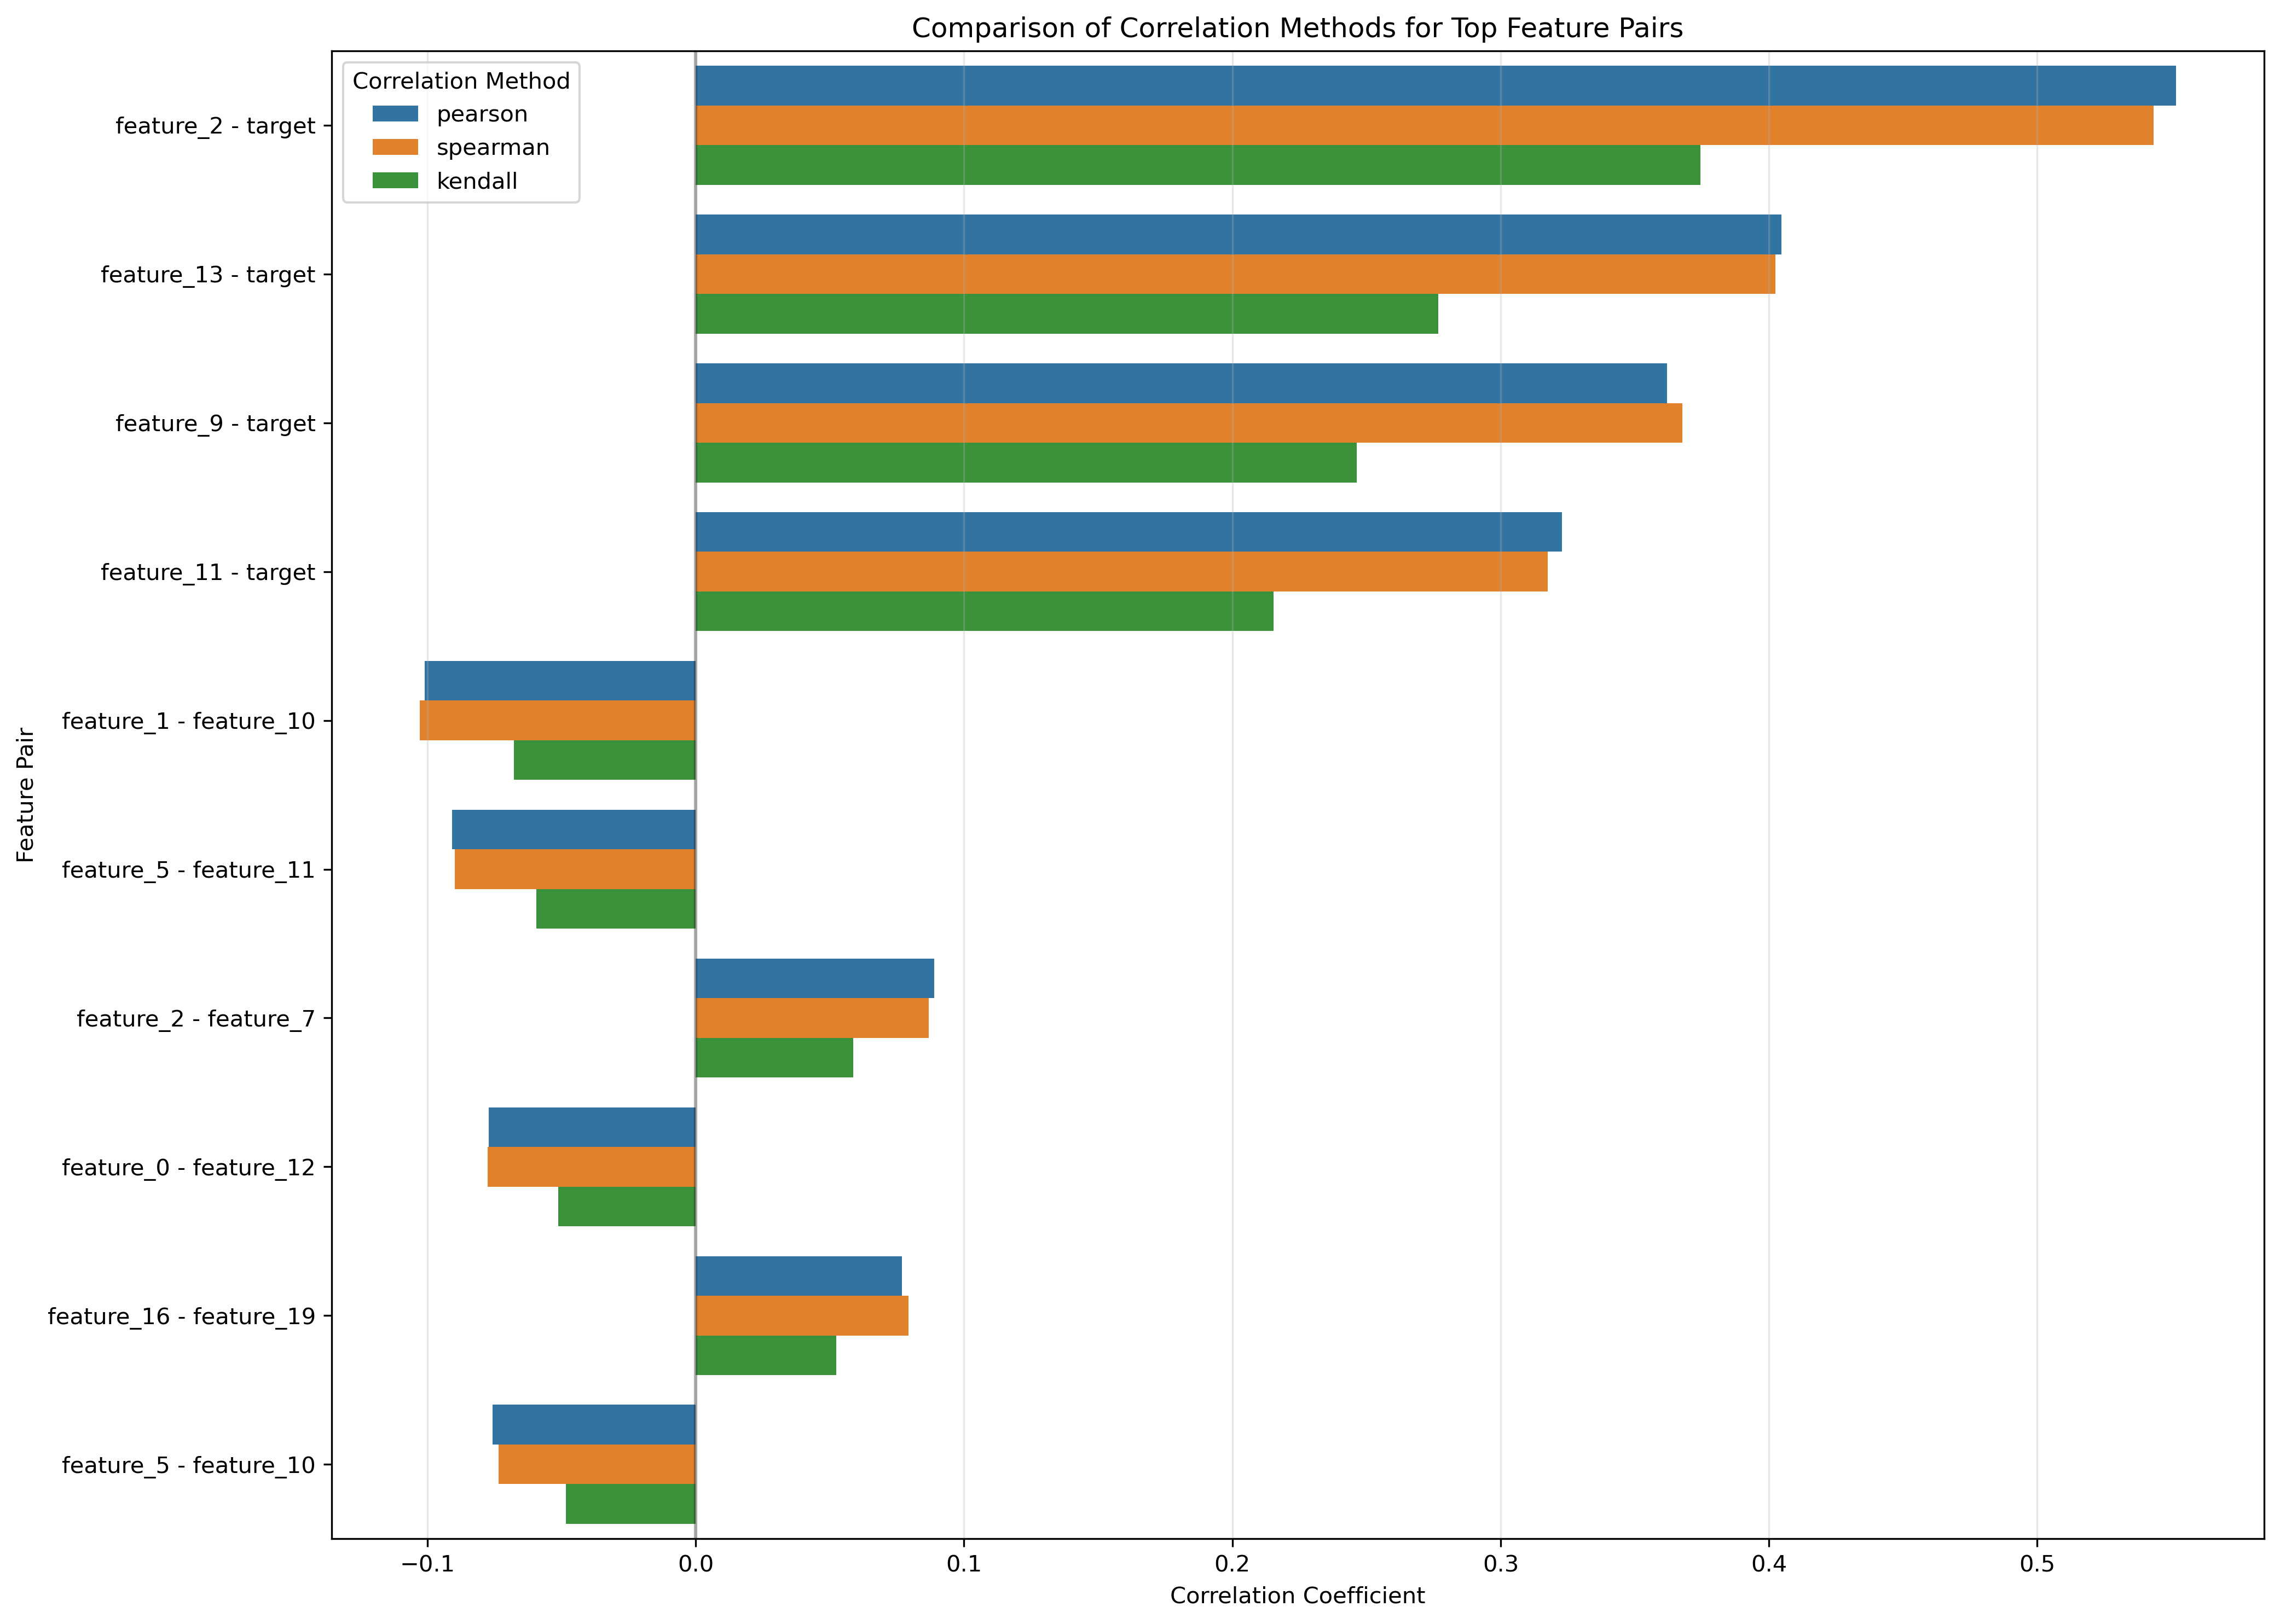 Comparison of Correlation Methods for Top Feature Pairs
Correlation Method
pearson
spearman
kendall
Feature Pair
feature_2 - target
feature_13 - target
feature_9 - target
feature_11 - target
feature_1 - feature_10
feature_5 - feature_11
feature_2 - feature_7
feature_0 - feature_12
feature_16 - feature_19
feature_5 - feature_10
−0.1 0.0 0.1 0.2 0.3 0.4 0.5
Correlation Coefficient